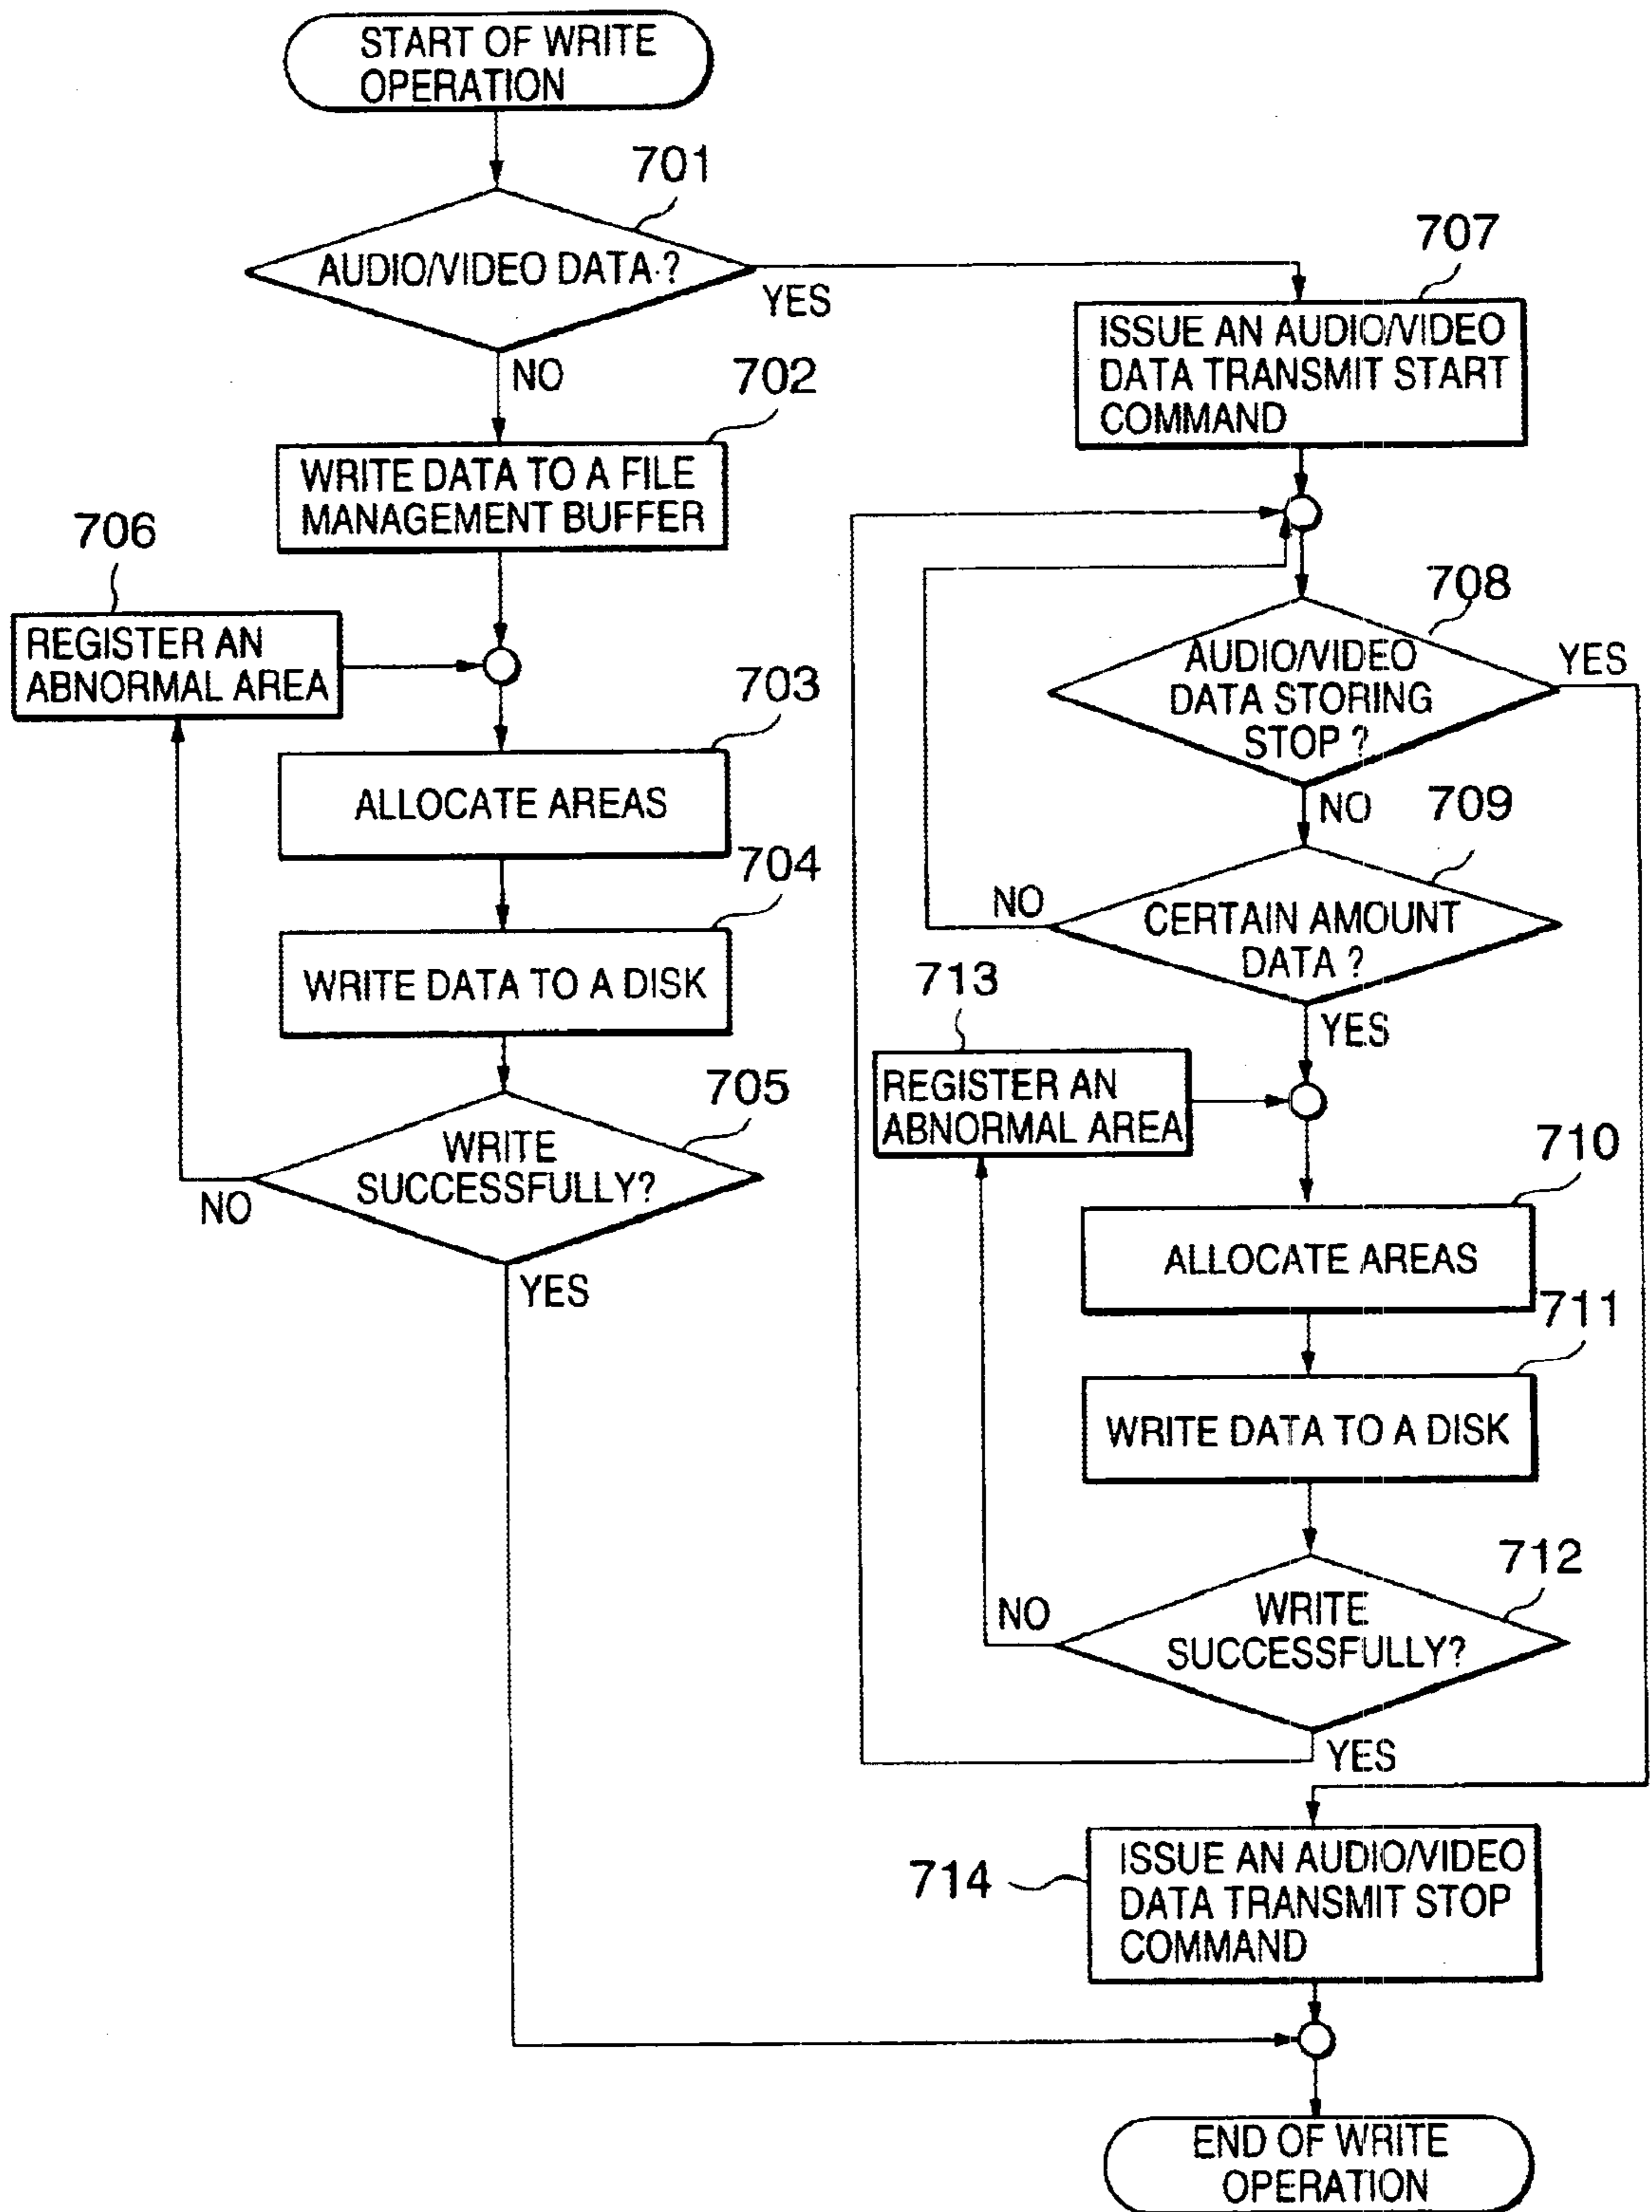 START OF WRITE
OPERATION
701
AUDIO/VIDEO DATA ?
YES
NO
702
WRITE DATA TO A FILE
MANAGEMENT BUFFER
706
REGISTER AN
ABNORMAL AREA
703
ALLOCATE AREAS
704
WRITE DATA TO A DISK
705
WRITE
SUCCESSFULLY?
NO
YES
707
ISSUE AN AUDIO/VIDEO
DATA TRANSMIT START
COMMAND
708
AUDIO/VIDEO
DATA STORING
STOP ?
YES
NO
709
CERTAIN AMOUNT
DATA ?
NO
YES
713
REGISTER AN
ABNORMAL AREA
710
ALLOCATE AREAS
711
WRITE DATA TO A DISK
712
WRITE
SUCCESSFULLY?
NO
YES
714
ISSUE AN AUDIO/VIDEO
DATA TRANSMIT STOP
COMMAND
END OF WRITE
OPERATION